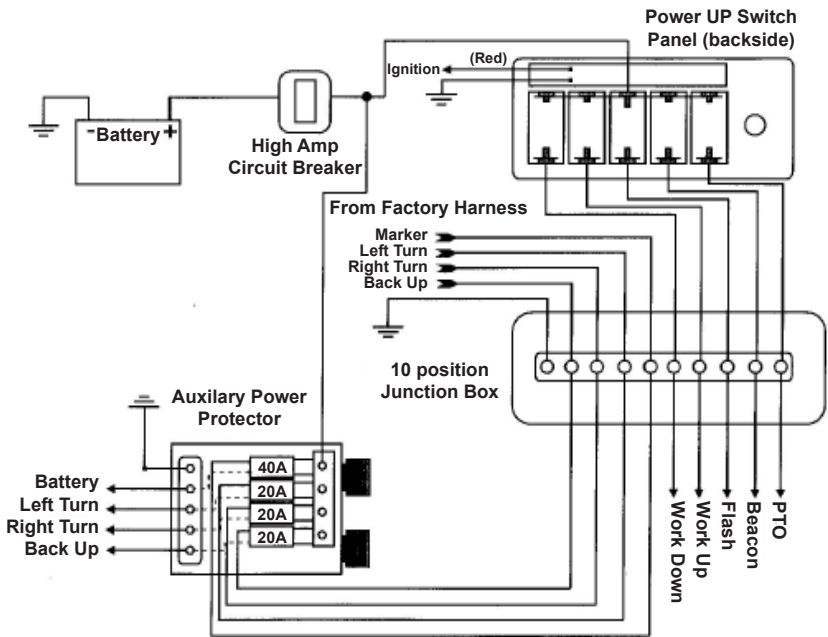 Power UP Switch
Panel (backside)
(Red)
Ignition
- Battery +
High Amp
Circuit Breaker
From Factory Harness
Marker
Left Turn
Right Turn
Back Up
10 position
Junction Box
Auxilary Power
Protector
40A
20A
20A
20A
Battery
Left Turn
Right Turn
Back Up
Work Down
Work Up
Flash
Beacon
PTO